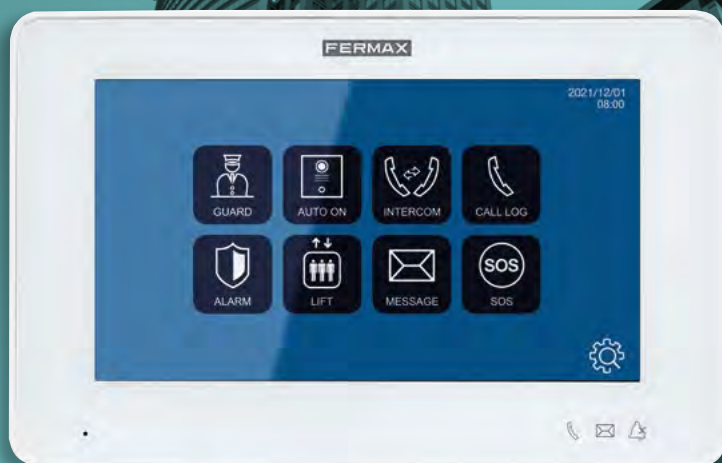 FERMAX
2021/12/01
08:00
GUARD
AUTO ON
INTERCOM
CALL LOG
ALARM
LIFT
MESSAGE
SOS
SOS